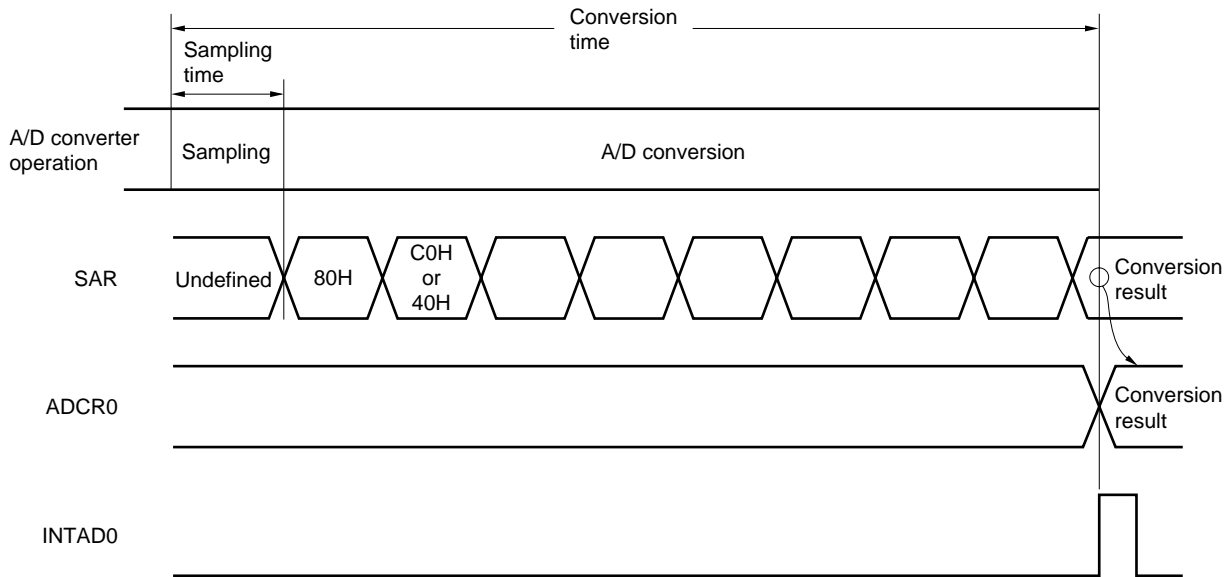 Conversion
time
Sampling
time
A/D converter
operation
Sampling
A/D conversion
SAR
Undefined
80H
C0H
or
40H
Conversion
result
ADCR0
Conversion
result
INTAD0